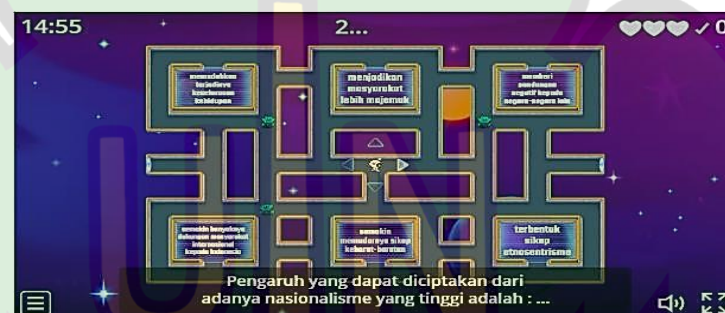 14:55
2...
✓ 0
memudahkan
terjadinya
keseharusan
kehidupan
menjadikan
masyarakat
lebih majemuk
memberi
pandangan
negatif kepada
negara-negara lain
semakin banyaknya
dukungan masyarakat
internasional
kepada Indonesia
semakin
memudarnya sikap
kebarat-baratan
terbentuk
sikap
etnosentrisme
Pengaruh yang dapat diciptakan dari
adanya nasionalisme yang tinggi adalah : ...